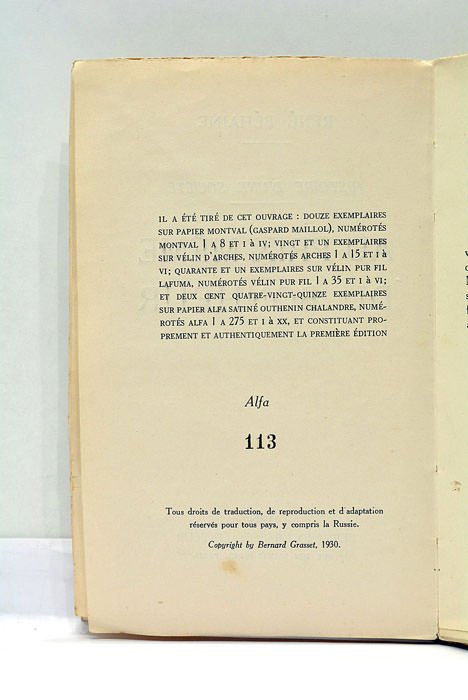 IL A ÉTÉ TIRÉ DE CET OUVRAGE : DOUZE EXEMPLAIRES
SUR PAPIER MONTVAL (GASPARD MAILLOL), NUMÉROTÉS
MONTVAL 1 A 8 ET I à IV; VINGT ET UN EXEMPLAIRES
SUR VÉLIN D'ARCHES, NUMÉROTÉS ARCHES 1 A 15 ET I à
VI; QUARANTE ET UN EXEMPLAIRES SUR VÉLIN PUR FIL
LAFUMA, NUMÉROTÉS VÉLIN PUR FIL 1 A 35 ET I à VI;
ET DEUX CENT QUATRE-VINGT-QUINZE EXEMPLAIRES
SUR PAPIER ALFA SATINÉ OUTHENIN CHALANDRE, NUMÉ-
ROTÉS ALFA 1 A 275 ET I à XX, ET CONSTITUANT PRO-
PREMENT ET AUTHENTIQUEMENT LA PREMIÈRE ÉDITION
Alfa
113
Tous droits de traduction, de reproduction et d'adaptation
réservés pour tous pays, y compris la Russie.
Copyright by Bernard Grasset, 1930.